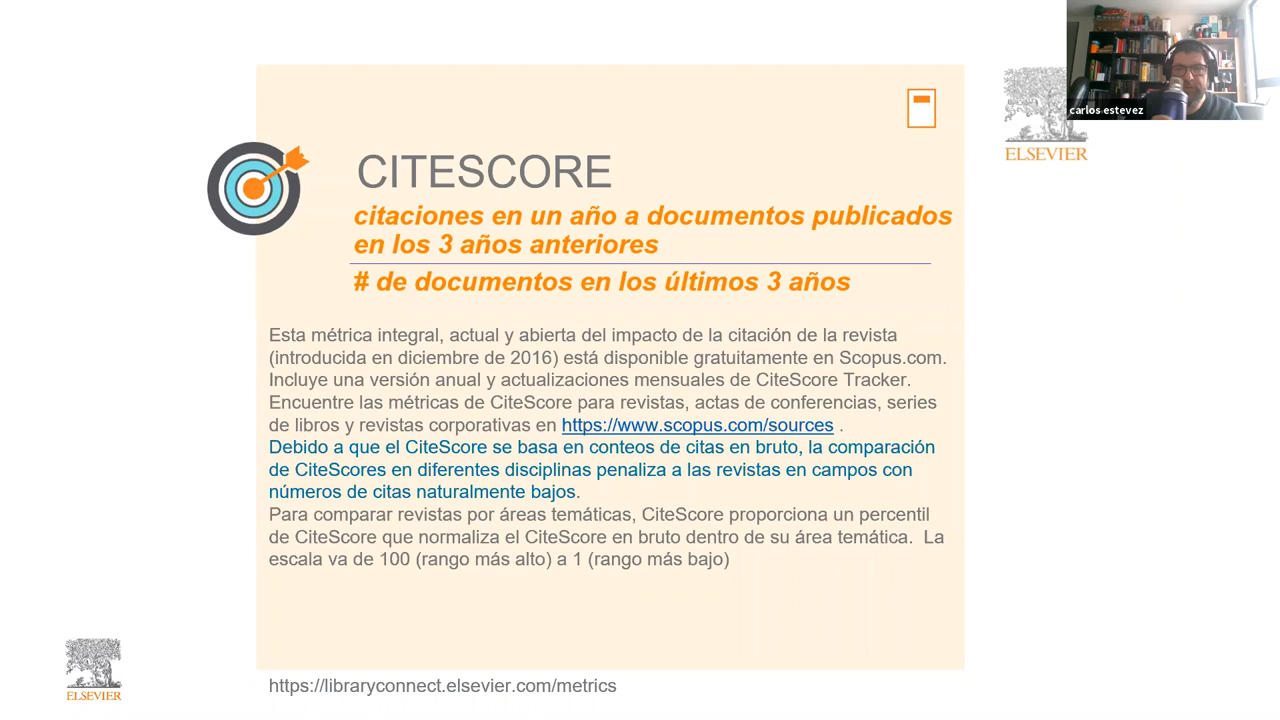 carlos estevez
ELSEVIER
CITESCORE
citaciones en un año a documentos publicados
en los 3 años anteriores
# de documentos en los últimos 3 años
Esta métrica integral, actual y abierta del impacto de la citación de la revista
(introducida en diciembre de 2016) está disponible gratuitamente en Scopus.com.
Incluye una versión anual y actualizaciones mensuales de CiteScore Tracker.
Encuentre las métricas de CiteScore para revistas, actas de conferencias, series
de libros y revistas corporativas en https://www.scopus.com/sources .
Debido a que el CiteScore se basa en conteos de citas en bruto, la comparación
de CiteScores en diferentes disciplinas penaliza a las revistas en campos con
números de citas naturalmente bajos.
Para comparar revistas por áreas temáticas, CiteScore proporciona un percentil
de CiteScore que normaliza el CiteScore en bruto dentro de su área temática. La
escala va de 100 (rango más alto) a 1 (rango más bajo)
ELSEVIER
https://libraryconnect.elsevier.com/metrics